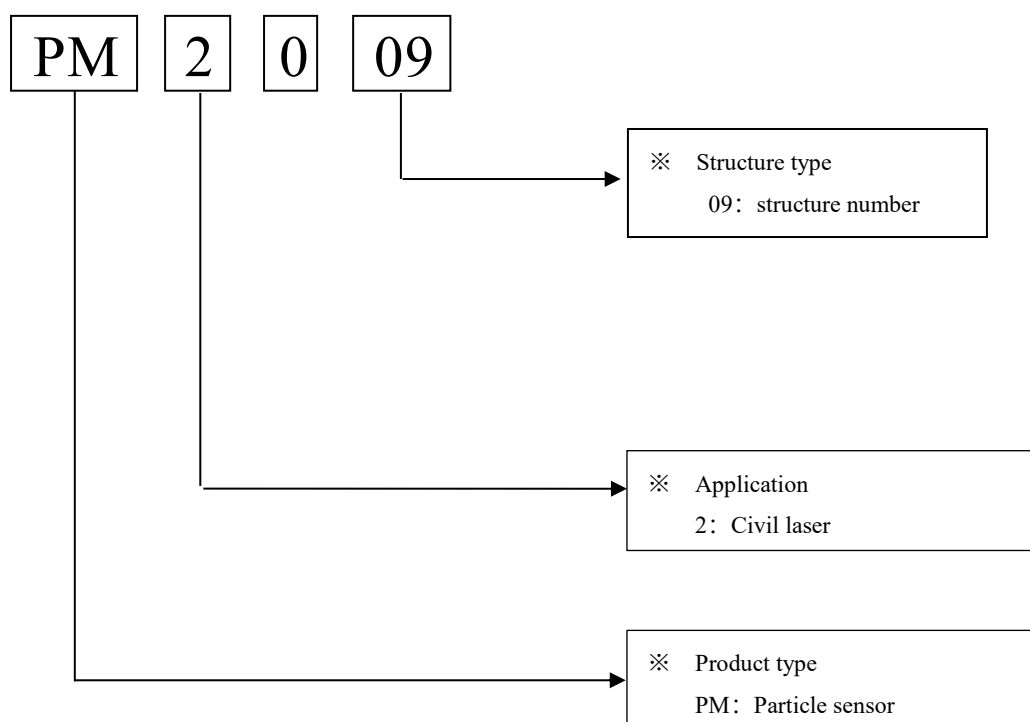 PM 2 0 09
※ Structure type
09：structure number
※ Application
2：Civil laser
※ Product type
PM：Particle sensor